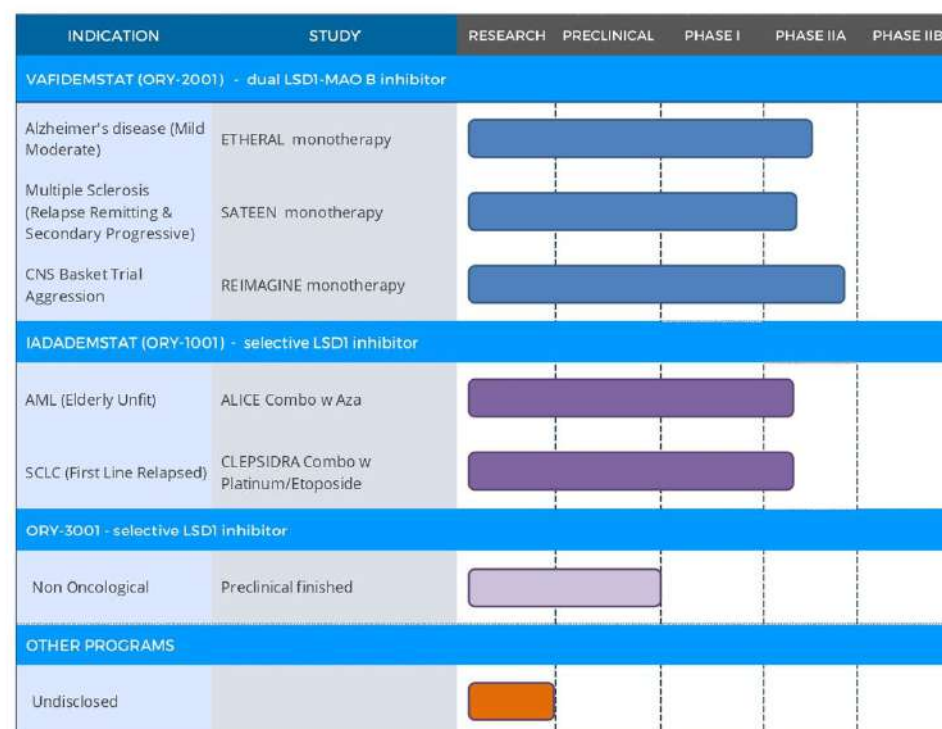 INDICATION STUDY RESEARCH PRECLINICAL PHASE I PHASE IIA PHASE IIB
VAFIDEMSTAT (ORY-2001) - dual LSD1-MAO B inhibitor
Alzheimer's disease (Mild
Moderate)
ETHERAL monotherapy
Multiple Sclerosis
(Relapse Remitting &
Secondary Progressive)
SATEEN monotherapy
CNS Basket Trial
Aggression
REIMAGINE monotherapy
IADADEMSTAT (ORY-1001) - selective LSD1 inhibitor
AML (Elderly Unfit)
ALICE Combo w Aza
SCLC (First Line Relapsed)
CLEPSIDRA Combo w
Platinum/Etoposide
ORY-3001 - selective LSD1 inhibitor
Non Oncological
Preclinical finished
OTHER PROGRAMS
Undisclosed